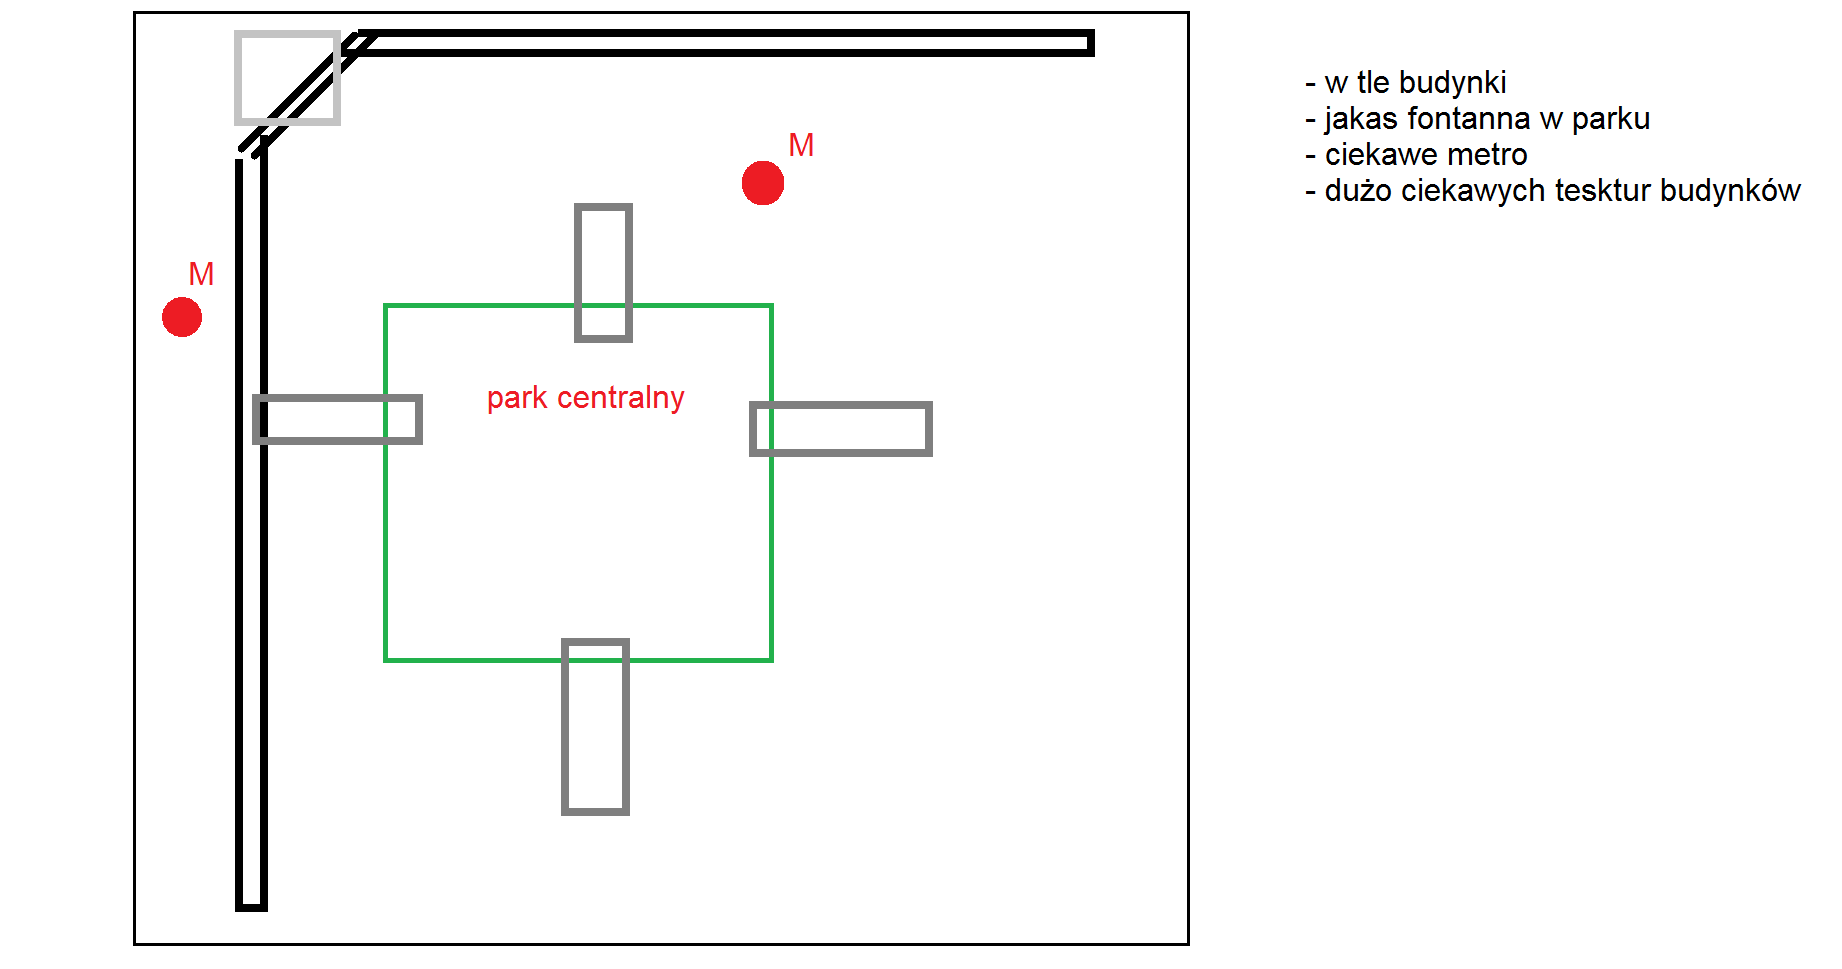 - w tle budynki
- jakas fontanna w parku
- ciekawe metro
- dużo ciekawych tesktur budynków
M
M
park centralny